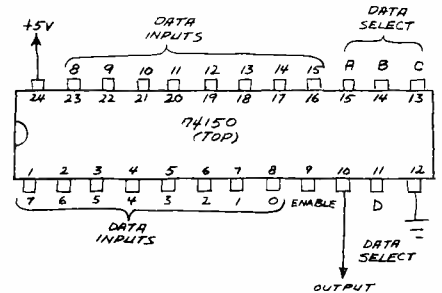 +5V
DATA
INPUTS
DATA
SELECT
8 9 10 11 12 13 14 15 A B C
24 23 22 21 20 19 18 17 16 15 14 13
74150
(TOP)
1 2 3 4 5 6 7 8 9 10 11 12
7 6 5 4 3 2 1 0 ENABLE D
DATA
INPUTS
DATA
SELECT
OUTPUT